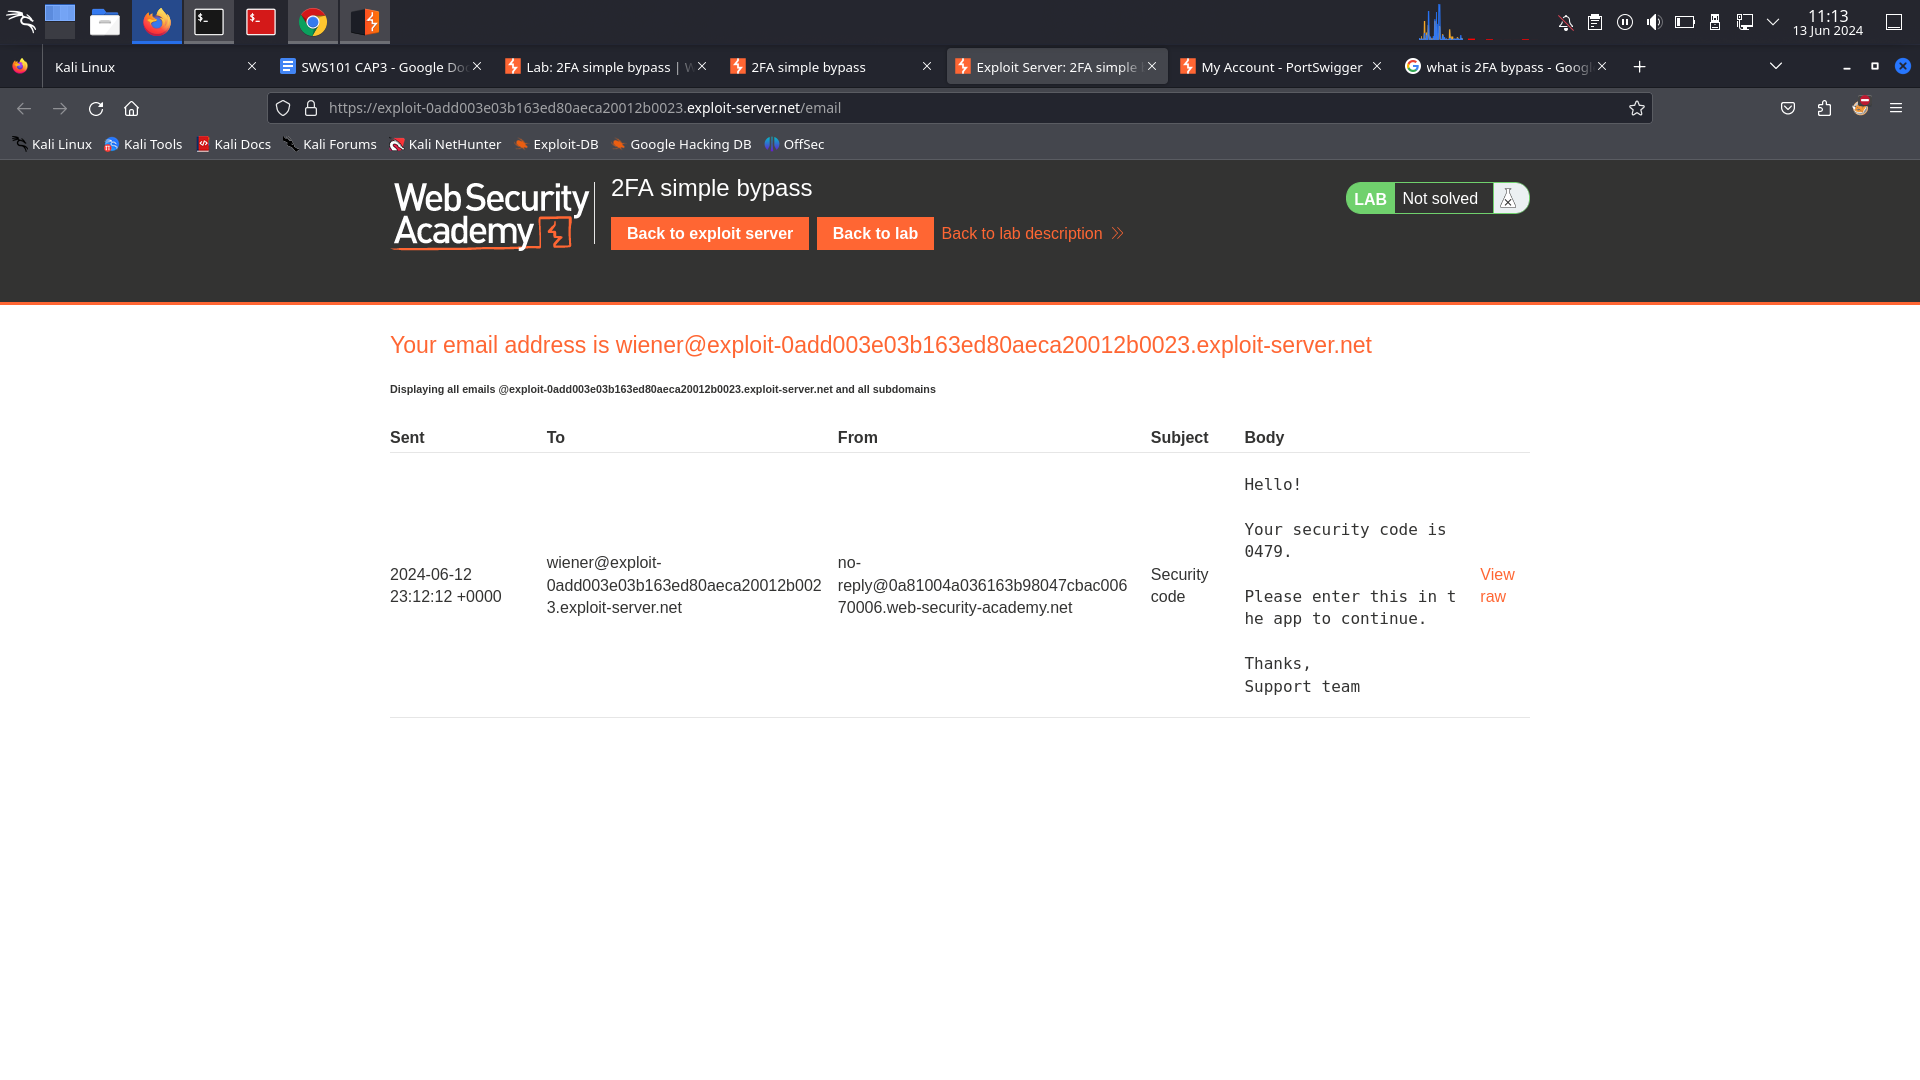 11:13
13 Jun 2024
Kali Linux
SWS101 CAP3 - Google Do
Lab: 2FA simple bypass | W
2FA simple bypass
Exploit Server: 2FA simple
My Account - PortSwigger
what is 2FA bypass - Googl
https://exploit-0add003e03b163ed80aeca20012b0023.exploit-server.net/email
Kali Linux
Kali Tools
Kali Docs
Kali Forums
Kali NetHunter
Exploit-DB
Google Hacking DB
OffSec
Web Security
Academy
2FA simple bypass
Back to exploit server
Back to lab
Back to lab description
LAB
Not solved
Your email address is wiener@exploit-0add003e03b163ed80aeca20012b0023.exploit-server.net
Displaying all emails @exploit-0add003e03b163ed80aeca20012b0023.exploit-server.net and all subdomains
Sent To From Subject Body
2024-06-12
23:12:12 +0000
wiener@exploit-
0add003e03b163ed80aeca20012b002
3.exploit-server.net
no-
reply@0a81004a036163b98047cbac006
70006.web-security-academy.net
Security
code
Hello!
Your security code is
0479.
Please enter this in t
he app to continue.
Thanks,
Support team
View
raw